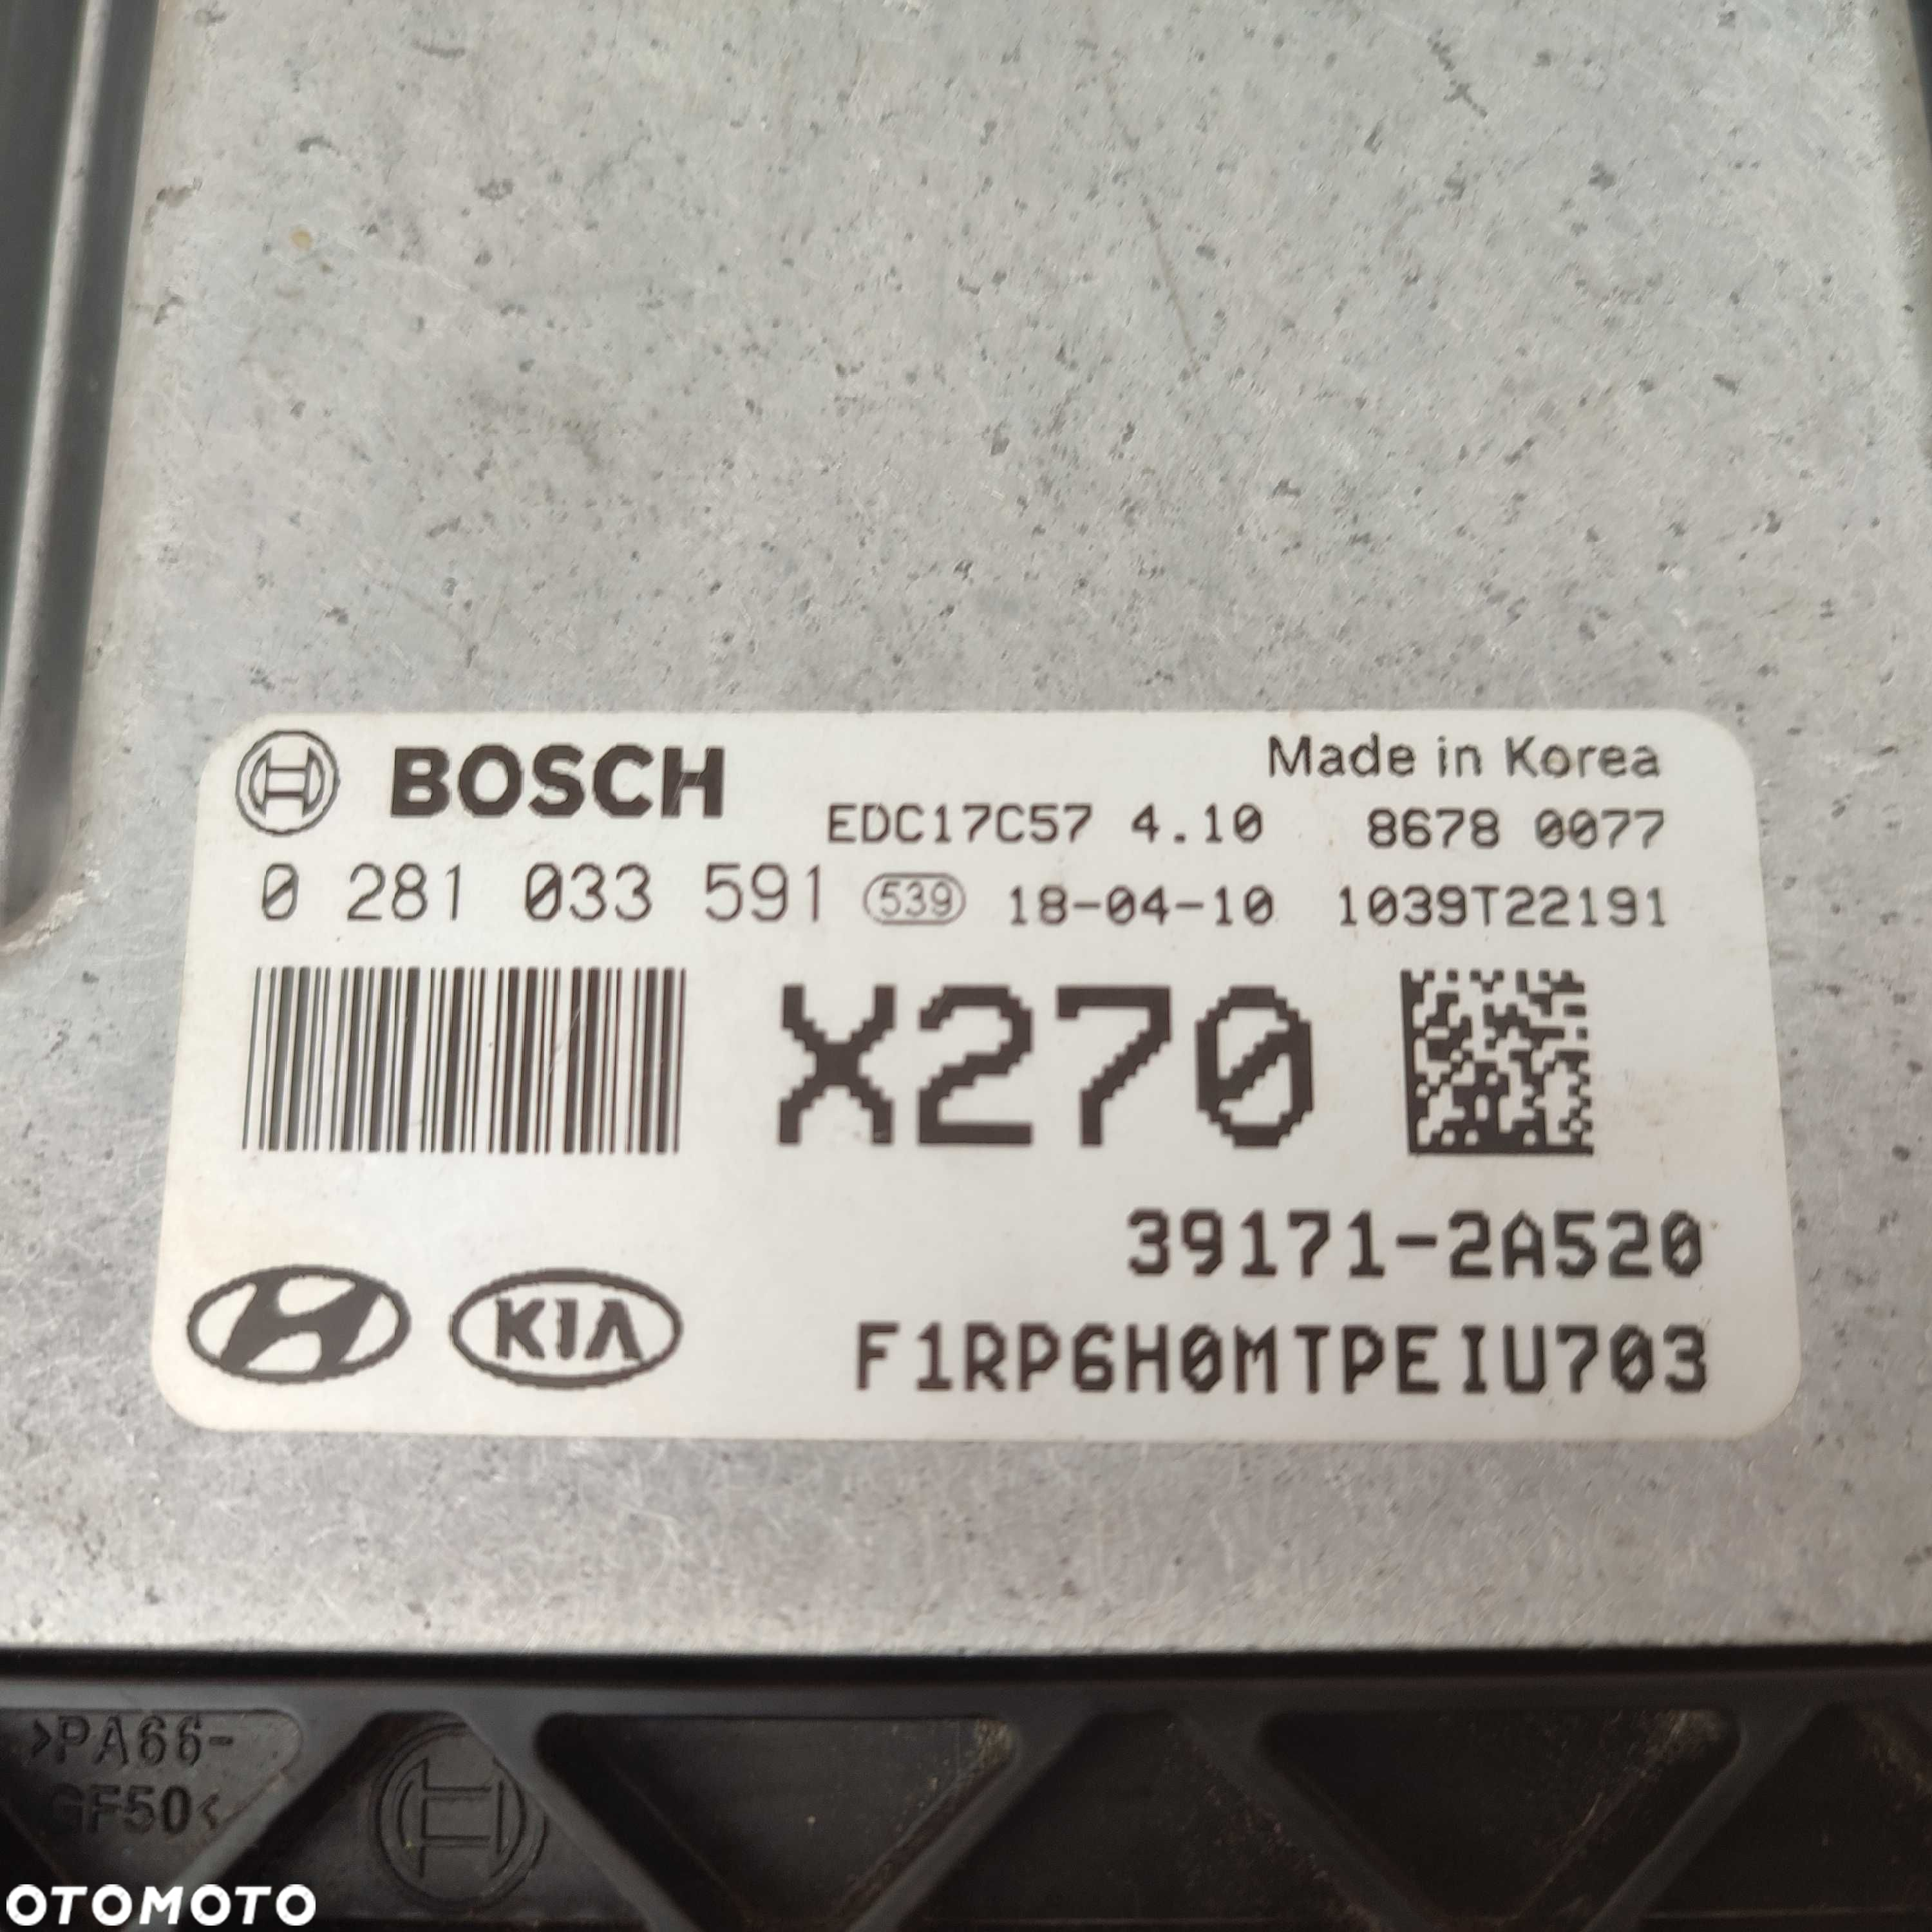 BOSCH
Made in Korea
EDC17C57 4.10 8678 0077
0 281 033 591 539 18-04-10 1039T22191
X270
39171-2A520
KIA
F1RP6H0MTPEIU703
>PA66-
GF50<
OTOMOTO